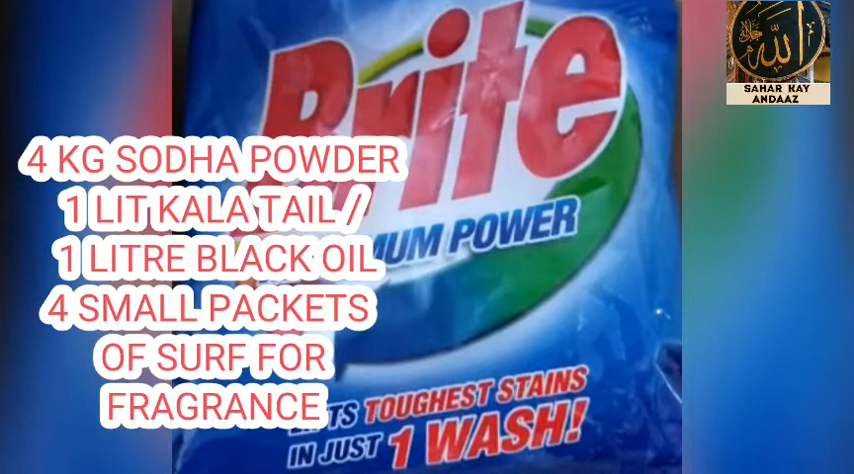 الله
SAHAR KAY
ANDAAZ
Brite
MUM POWER
4 KG SODHA POWDER
1 LIT KALA TAIL /
1 LITRE BLACK OIL
4 SMALL PACKETS
OF SURF FOR
FRAGRANCE
TOUGHEST STAINS
IN JUST 1 WASH!